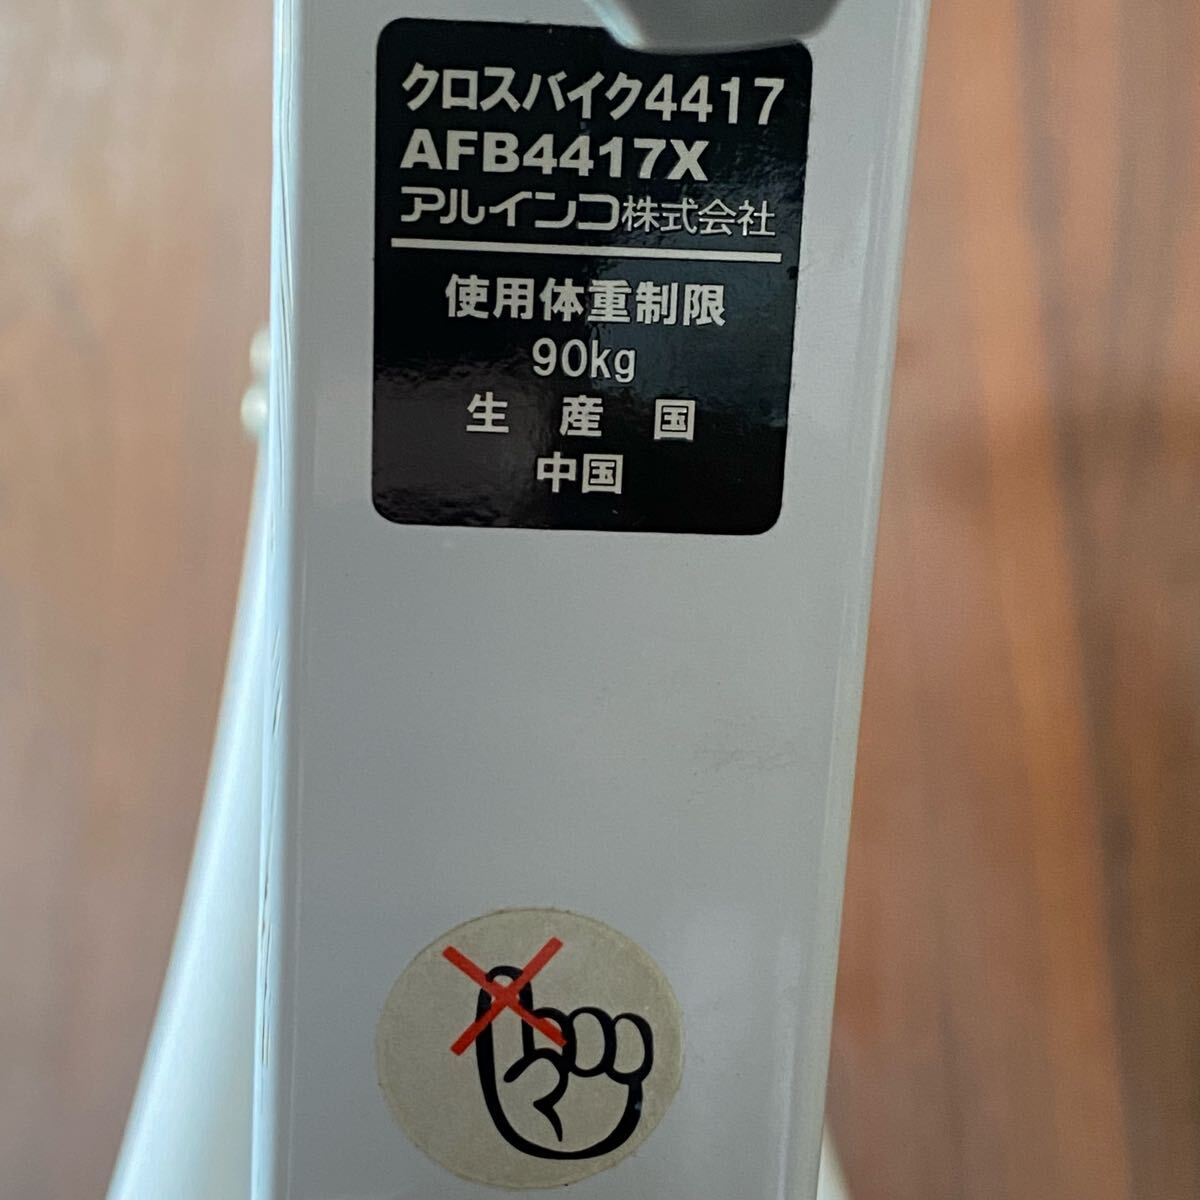 クロスバイク4417
AFB4417X
アルインコ株式会社
使用体重制限
90kg
生産国
中国